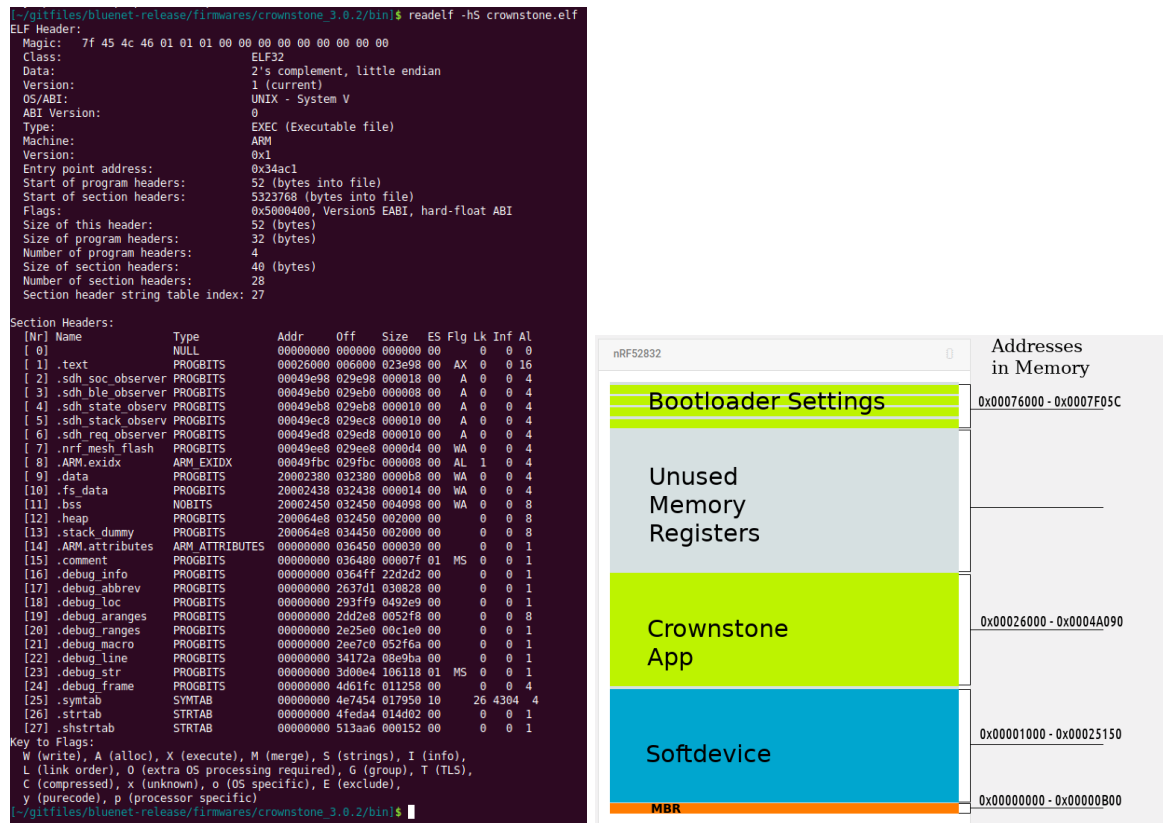 [~/gitfiles/bluenet-release/firmwares/crownstone_3.0.2/bin]$ readelf -hS crownstone.elf
ELF Header:
  Magic:   7f 45 4c 46 01 01 01 00 00 00 00 00 00 00 00 00
  Class:                             ELF32
  Data:                              2's complement, little endian
  Version:                           1 (current)
  OS/ABI:                            UNIX - System V
  ABI Version:                       0
  Type:                              EXEC (Executable file)
  Machine:                           ARM
  Version:                           0x1
  Entry point address:               0x34ac1
  Start of program headers:          52 (bytes into file)
  Start of section headers:          5323768 (bytes into file)
  Flags:                             0x5000400, Version5 EABI, hard-float ABI
  Size of this header:               52 (bytes)
  Size of program headers:           32 (bytes)
  Number of program headers:         4
  Size of section headers:           40 (bytes)
  Number of section headers:         28
  Section header string table index: 27
Section Headers:
  [Nr] Name              Type            Addr     Off    Size   ES Flg Lk Inf Al
  [ 0]                   NULL            00000000 000000 000000 00      0   0  0
  [ 1] .text             PROGBITS        00026000 006000 023e98 00  AX  0   0 16
  [ 2] .sdh_soc_observer PROGBITS        00049e98 029e98 000018 00   A  0   0  4
  [ 3] .sdh_ble_observer PROGBITS        00049eb0 029eb0 000008 00   A  0   0  4
  [ 4] .sdh_state_observ PROGBITS        00049eb8 029eb8 000010 00   A  0   0  4
  [ 5] .sdh_stack_observ PROGBITS        00049ec8 029ec8 000010 00   A  0   0  4
  [ 6] .sdh_req_observer PROGBITS        00049ed8 029ed8 000010 00   A  0   0  4
  [ 7] .nrf_mesh_flash   PROGBITS        00049ee8 029ee8 0000d4 00  WA  0   0  4
  [ 8] .ARM.exidx        ARM_EXIDX       00049fbc 029fbc 000008 00  AL  1   0  4
  [ 9] .data             PROGBITS        20002380 032380 0000b8 00  WA  0   0  4
  [10] .fs_data          PROGBITS        20002438 032438 000014 00  WA  0   0  4
  [11] .bss              NOBITS          20002450 032450 004098 00  WA  0   0  8
  [12] .heap             PROGBITS        200064e8 032450 002000 00      0   0  8
  [13] .stack_dummy      PROGBITS        200064e8 034450 002000 00      0   0  8
  [14] .ARM.attributes   ARM_ATTRIBUTES  00000000 036450 000030 00      0   0  1
  [15] .comment          PROGBITS        00000000 036480 00007f 01  MS  0   0  1
  [16] .debug_info       PROGBITS        00000000 0364ff 22d2d2 00      0   0  1
  [17] .debug_abbrev     PROGBITS        00000000 2637d1 030828 00      0   0  1
  [18] .debug_loc        PROGBITS        00000000 293ff9 0492e9 00      0   0  1
  [19] .debug_aranges    PROGBITS        00000000 2dd2e8 0052f8 00      0   0  8
  [20] .debug_ranges     PROGBITS        00000000 2e25e0 00c1e0 00      0   0  1
  [21] .debug_macro      PROGBITS        00000000 2ee7c0 052f6a 00      0   0  1
  [22] .debug_line       PROGBITS        00000000 34172a 08e9ba 00      0   0  1
  [23] .debug_str        PROGBITS        00000000 3d00e4 106118 01  MS  0   0  1
  [24] .debug_frame      PROGBITS        00000000 4d61fc 011258 00      0   0  4
  [25] .symtab           SYMTAB          00000000 4e7454 017950 10     26 4304  4
  [26] .strtab           STRTAB          00000000 4feda4 014d02 00      0   0  1
  [27] .shstrtab         STRTAB          00000000 513aa6 000152 00      0   0  1
Key to Flags:
  W (write), A (alloc), X (execute), M (merge), S (strings), I (info),
  L (link order), O (extra OS processing required), G (group), T (TLS),
  C (compressed), x (unknown), o (OS specific), E (exclude),
  y (purecode), p (processor specific)
[~/gitfiles/bluenet-release/firmwares/crownstone_3.0.2/bin]$
nRF52832
Addresses
in Memory
Bootloader Settings
0x00076000 - 0x0007F05C
Unused
Memory
Registers
Crownstone
App
0x00026000 - 0x0004A090
Softdevice
0x00001000 - 0x00025150
MBR
0x00000000 - 0x00000B00